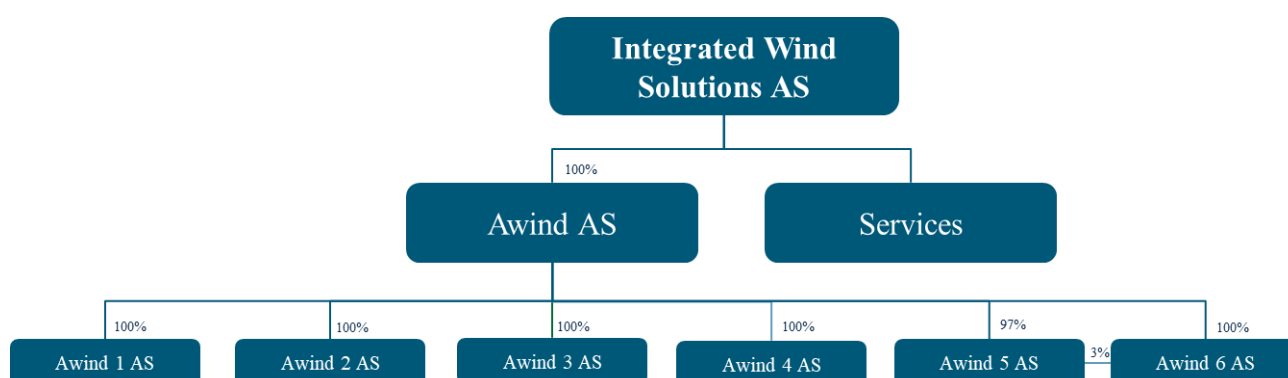 Integrated Wind
Solutions AS
100%
Awind AS
Services
100%
100%
100%
100%
97%
100%
Awind 1 AS
Awind 2 AS
Awind 3 AS
Awind 4 AS
Awind 5 AS
3%
Awind 6 AS